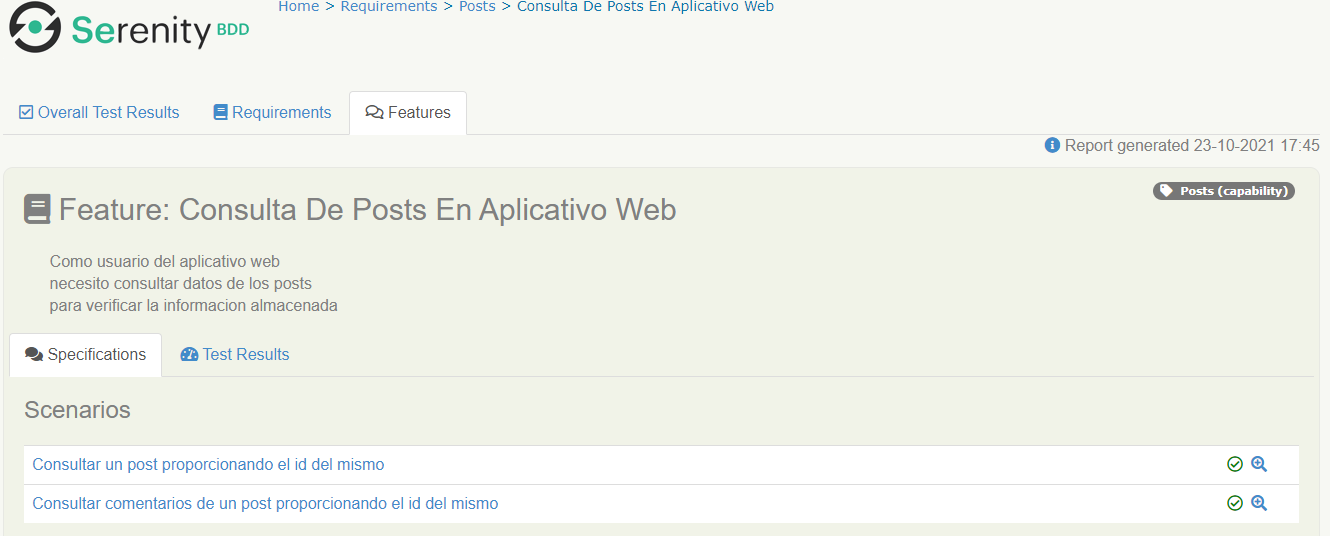 Serenity BDD
Home > Requirements > Posts > Consulta De Posts En Aplicativo Web
Overall Test Results
Requirements
Features
Report generated 23-10-2021 17:45
Posts (capability)
Feature: Consulta De Posts En Aplicativo Web
Como usuario del aplicativo web
necesito consultar datos de los posts
para verificar la informacion almacenada
Specifications
Test Results
Scenarios
Consultar un post proporcionando el id del mismo
Consultar comentarios de un post proporcionando el id del mismo